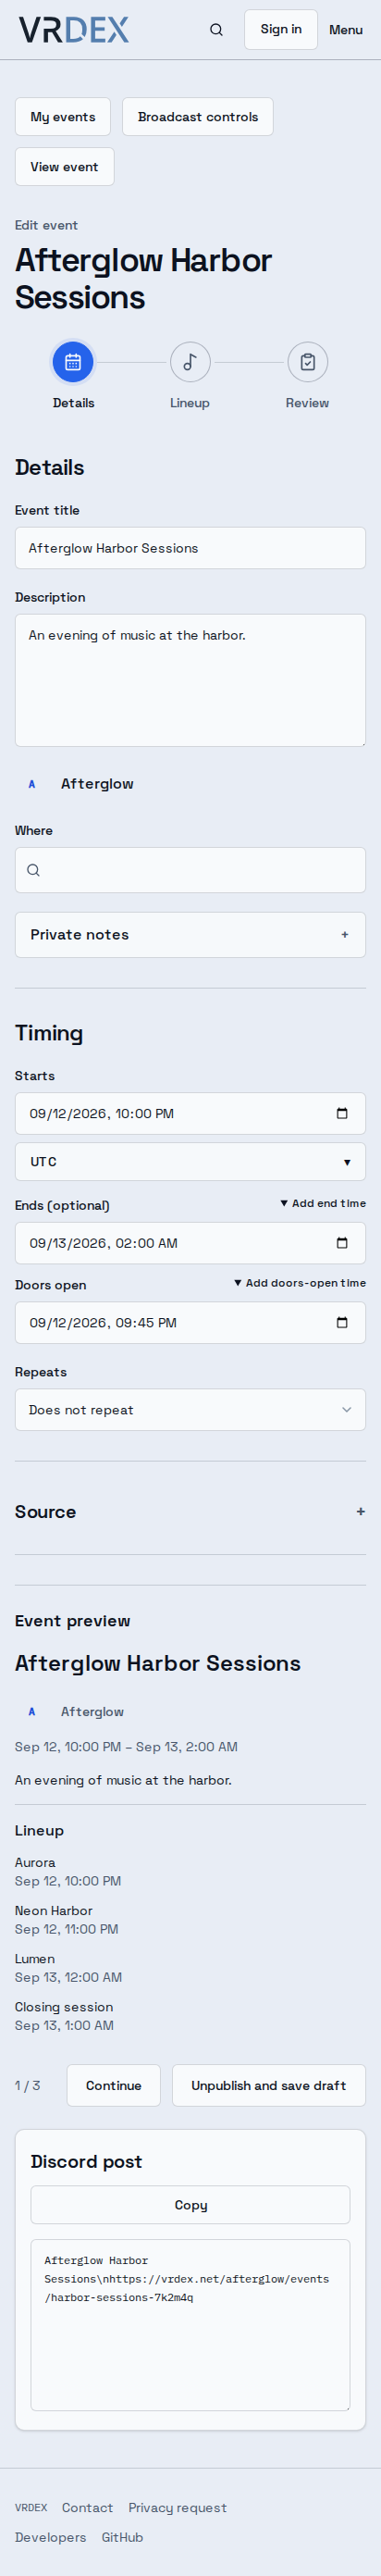 VRDEX
Sign in
Menu
My events
Broadcast controls
View event
Edit event
Afterglow Harbor
Sessions
Details
Lineup
Review
Details
Event title
Afterglow Harbor Sessions
Description
An evening of music at the harbor.
A
Afterglow
Where
Private notes
+
Timing
Starts
09/12/2026, 10:00 PM
UTC
Ends (optional)
▼ Add end time
09/13/2026, 02:00 AM
Doors open
▼ Add doors-open time
09/12/2026, 09:45 PM
Repeats
Does not repeat
Source
+
Event preview
Afterglow Harbor Sessions
A
Afterglow
Sep 12, 10:00 PM – Sep 13, 2:00 AM
An evening of music at the harbor.
Lineup
Aurora
Sep 12, 10:00 PM
Neon Harbor
Sep 12, 11:00 PM
Lumen
Sep 13, 12:00 AM
Closing session
Sep 13, 1:00 AM
1 / 3
Continue
Unpublish and save draft
Discord post
Copy
Afterglow Harbor
Sessions\nhttps://vrdex.net/afterglow/events
/harbor-sessions-7k2m4q
VRDEX
Contact
Privacy request
Developers
GitHub